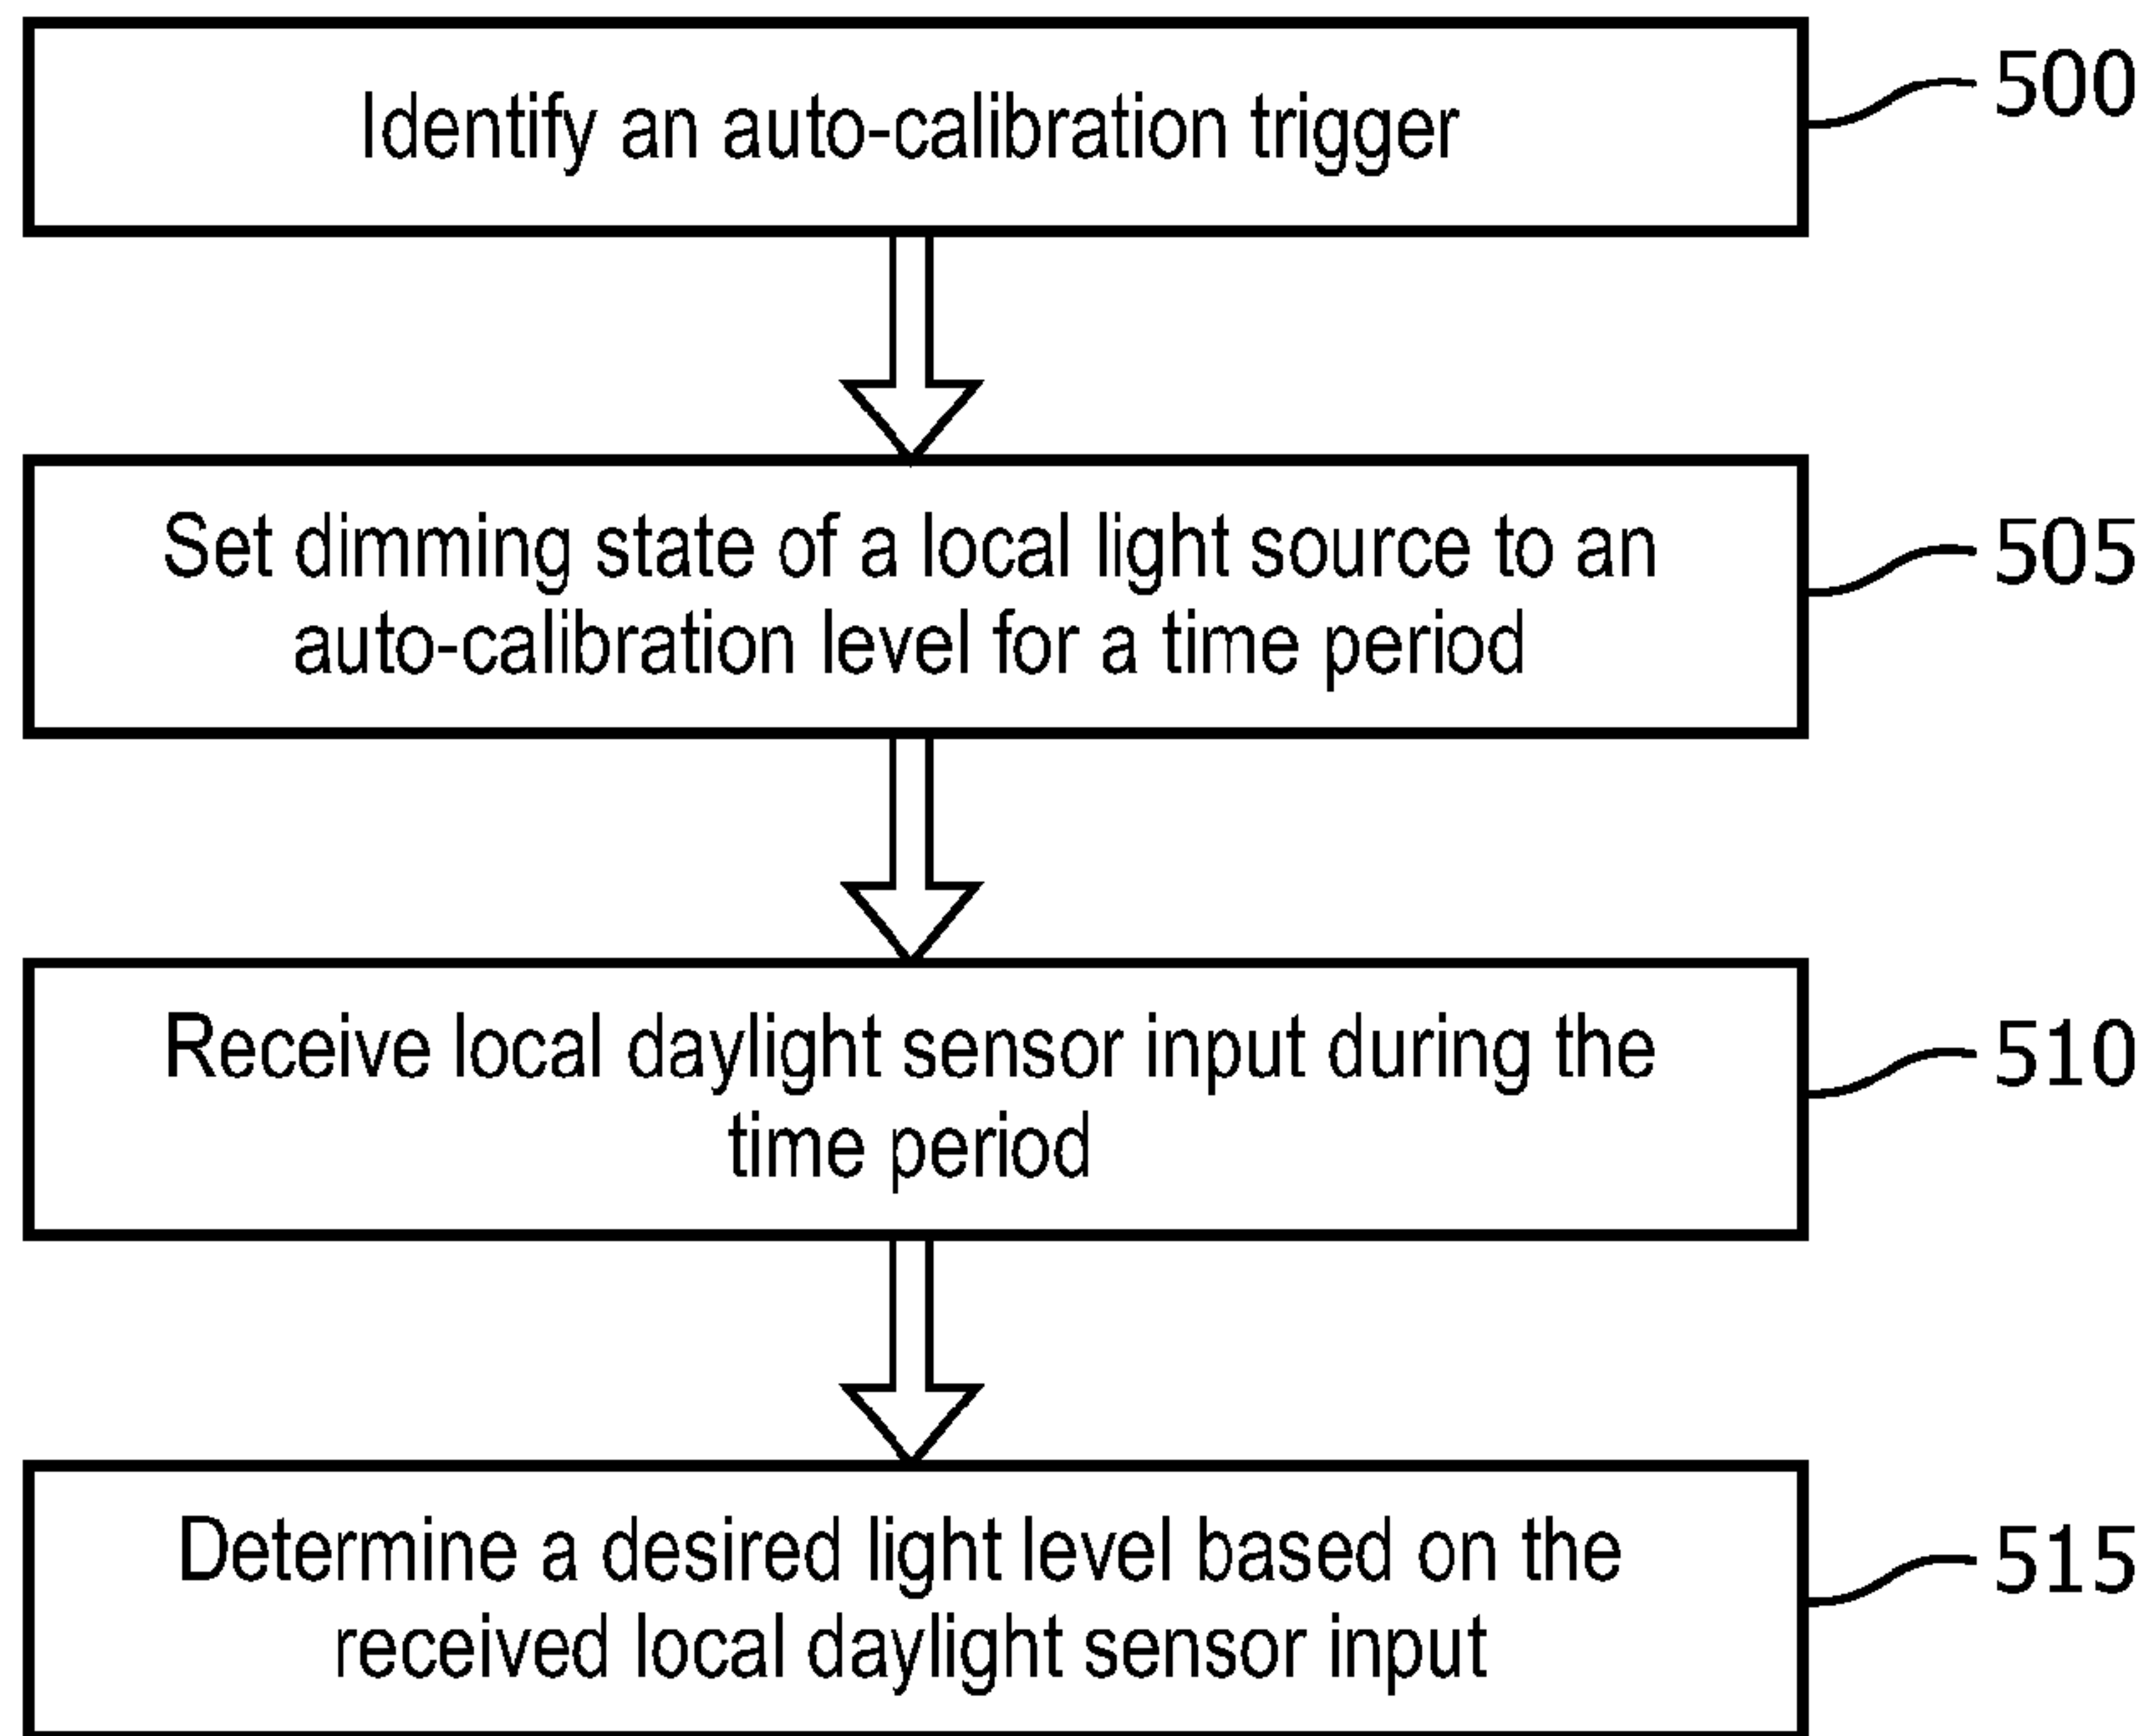 Identify an auto-calibration trigger
500
Set dimming state of a local light source to an
auto-calibration level for a time period
505
Receive local daylight sensor input during the
time period
510
Determine a desired light level based on the
received local daylight sensor input
515